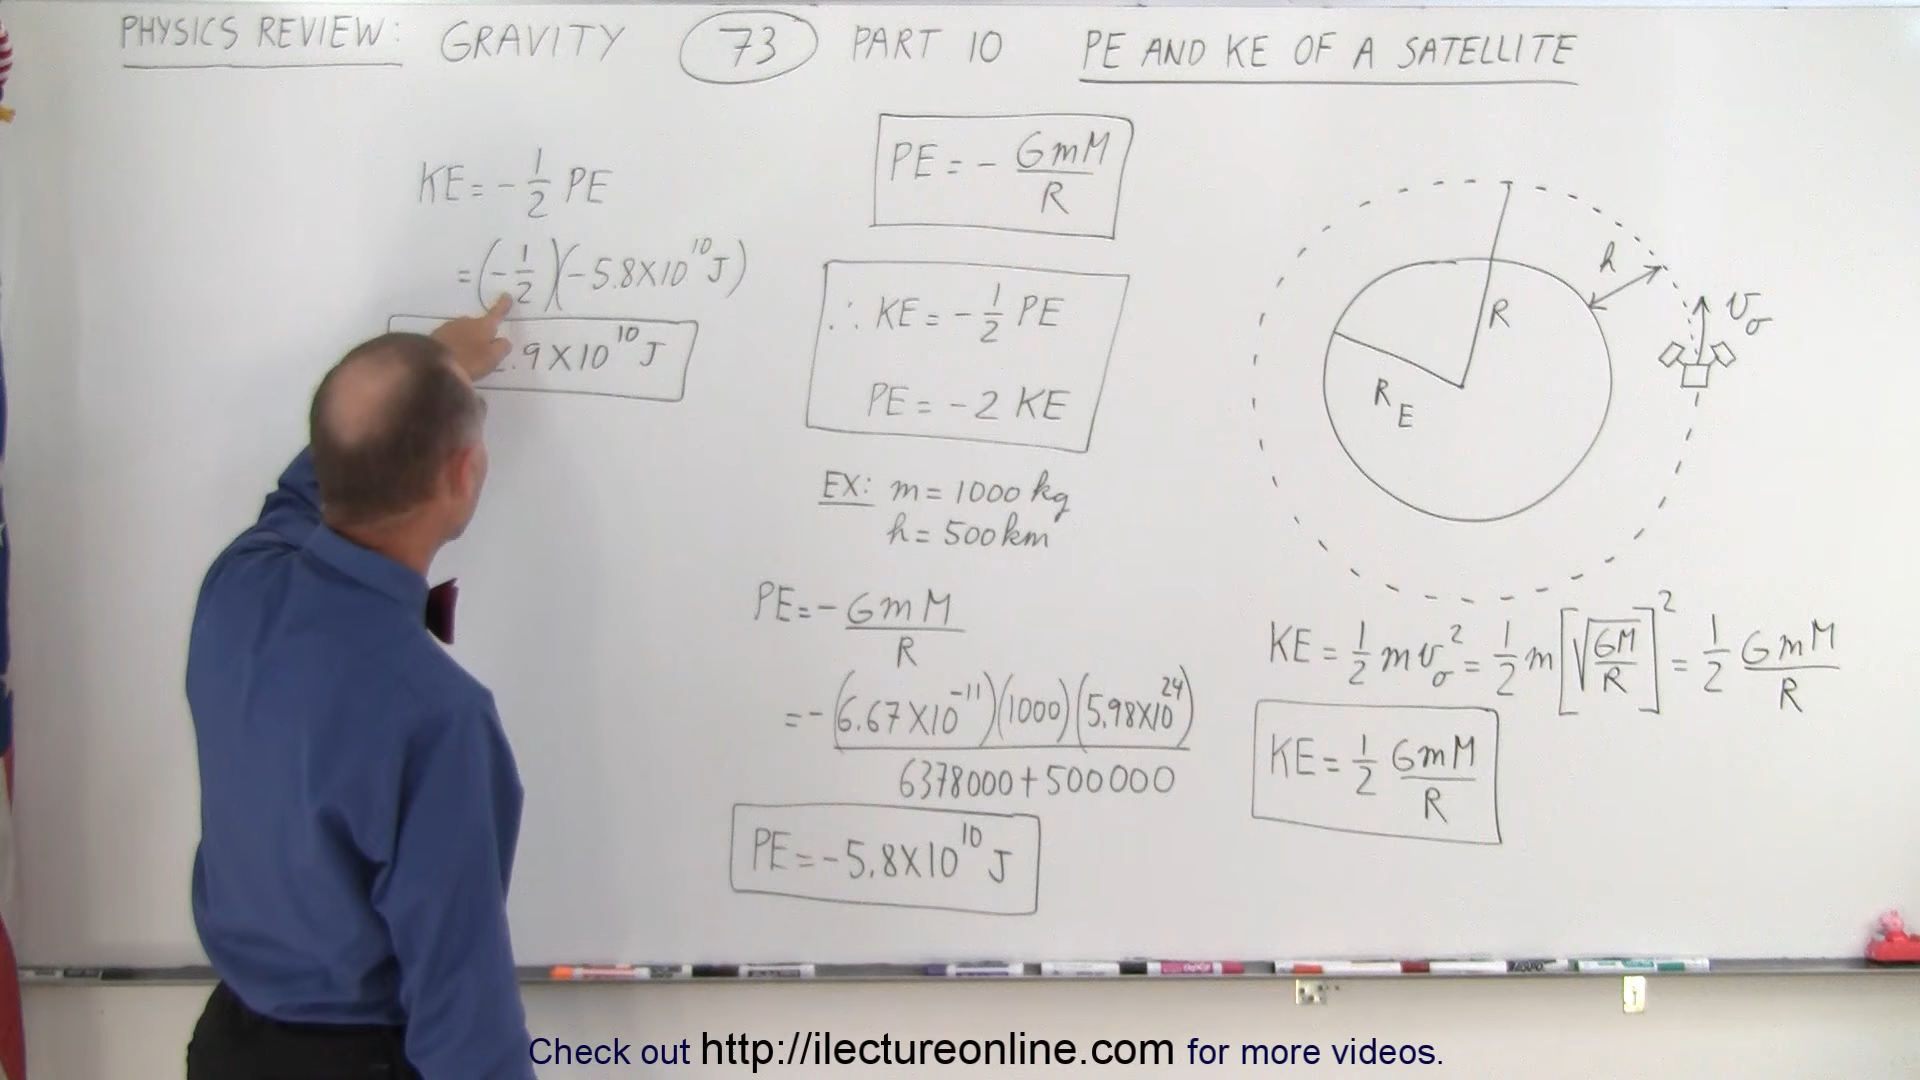 PHYSICS REVIEW: GRAVITY 73 PART 10 PE AND KE OF A SATELLITE
KE = - 1/2 PE
= (- 1/2)(-5.8X10^10 J)
.9X10^10 J
PE = - GmM/R
∴ KE = - 1/2 PE
PE = -2 KE
EX: m = 1000 kg
h = 500 km
PE = - GmM/R
= - (6.67X10^-11)(1000)(5.98X10^24)/(6378000+500000)
PE = -5.8X10^10 J
h
R
R_E
v_o
KE = 1/2 m v_o^2 = 1/2 m [√(GM/R)]^2 = 1/2 GmM/R
KE = 1/2 GmM/R
Check out http://ilectureonline.com for more videos.